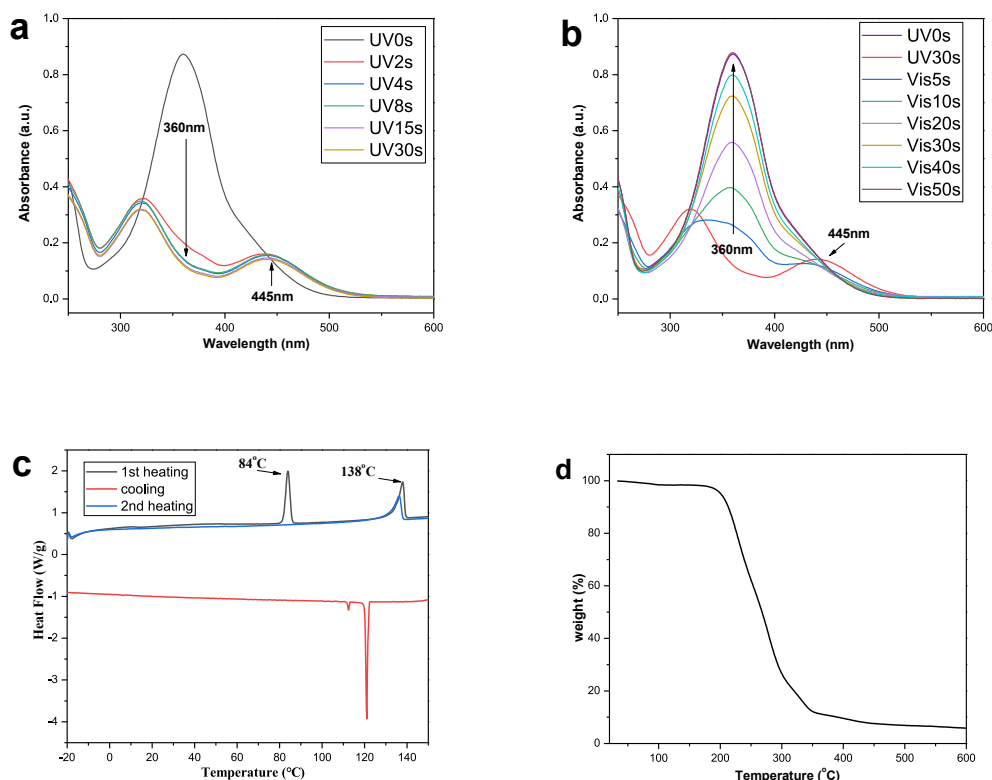 a
1.0
0.8
0.6
0.4
0.2
0.0
Absorbance (a.u.)
UV0s
UV2s
UV4s
UV8s
UV15s
UV30s
360nm
445nm
300
400
500
600
Wavelength (nm)
b
1.0
0.8
0.6
0.4
0.2
0.0
Absorbance (a.u.)
UV0s
UV30s
Vis5s
Vis10s
Vis20s
Vis30s
Vis40s
Vis50s
360nm
445nm
300
400
500
600
Wavelength (nm)
c
1st heating
cooling
2nd heating
84°C
138°C
2
1
0
-1
-2
-3
-4
Heat Flow (W/g)
-20
0
20
40
60
80
100
120
140
Temperature (°C)
d
100
80
60
40
20
0
weight (%)
100
200
300
400
500
600
Temperature (°C)